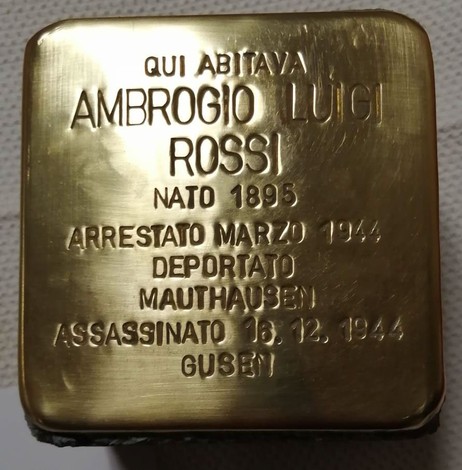 QUI ABITAVA
AMBROGIO LUIGI
ROSSI
NATO 1895
ARRESTATO MARZO 1944
DEPORTATO
MAUTHAUSEN
ASSASSINATO 16.12.1944
GUSEN